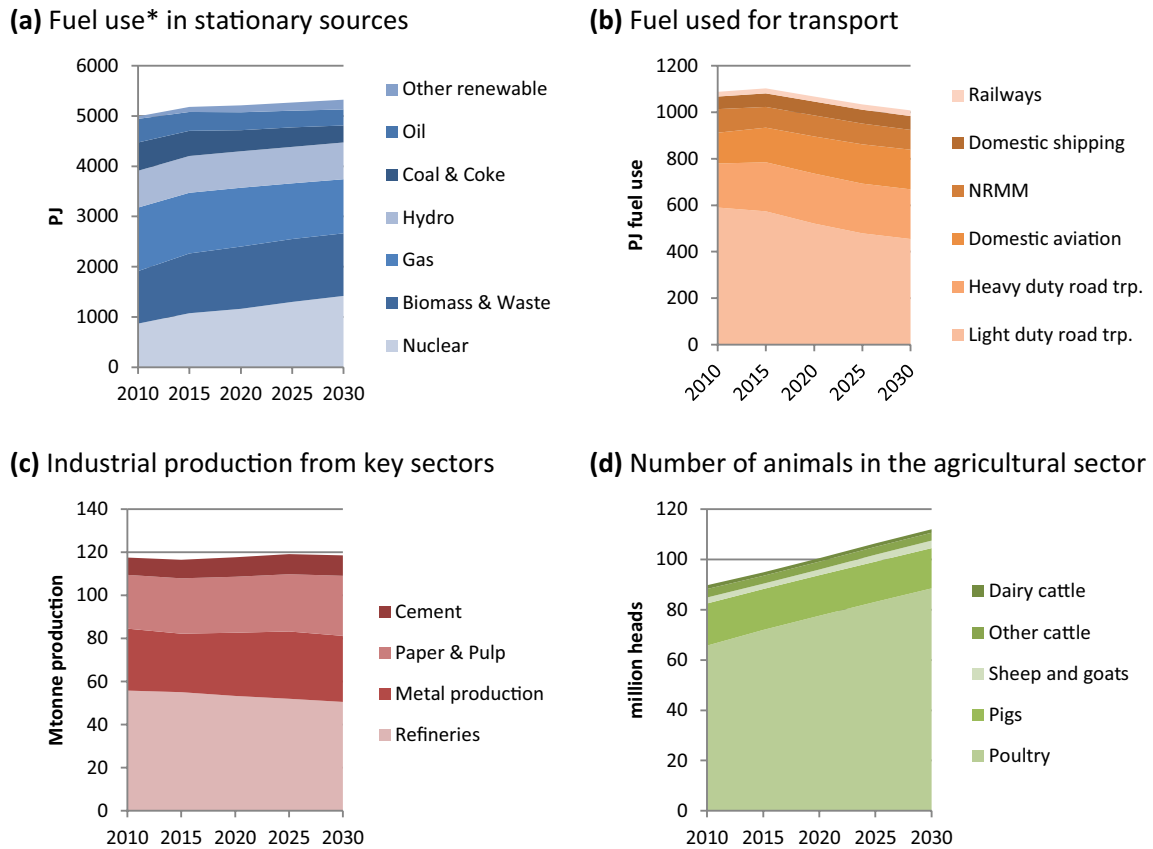 (a) Fuel use* in stationary sources
6000
5000
4000
3000
2000
1000
0
PJ
2010 2015 2020 2025 2030
Other renewable
Oil
Coal & Coke
Hydro
Gas
Biomass & Waste
Nuclear
(b) Fuel used for transport
1200
1000
800
600
400
200
0
PJ fuel use
2010 2015 2020 2025 2030
Railways
Domestic shipping
NRMM
Domestic aviation
Heavy duty road trp.
Light duty road trp.
(c) Industrial production from key sectors
140
120
100
80
60
40
20
0
Mtonne production
2010 2015 2020 2025 2030
Cement
Paper & Pulp
Metal production
Refineries
(d) Number of animals in the agricultural sector
120
100
80
60
40
20
0
million heads
2010 2015 2020 2025 2030
Dairy cattle
Other cattle
Sheep and goats
Pigs
Poultry